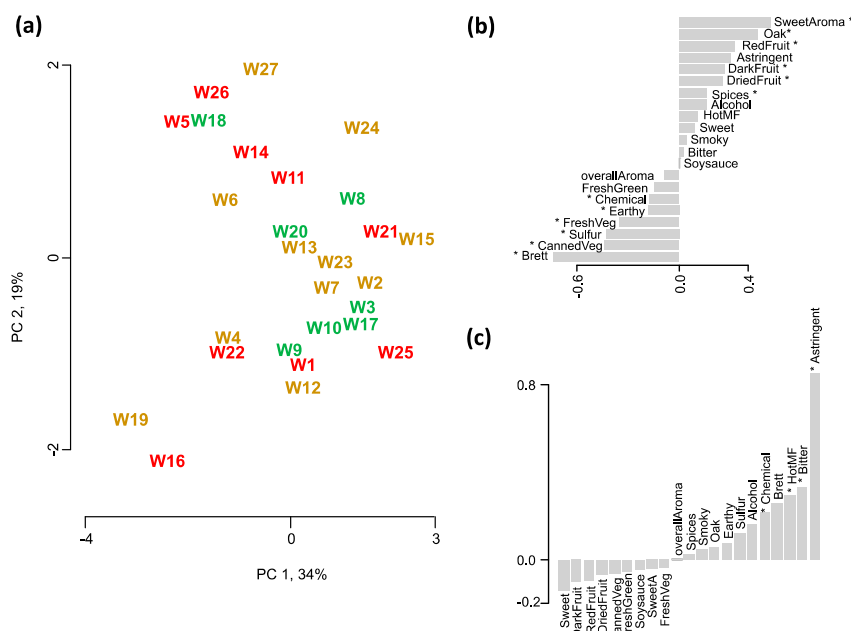 (a)
W27
W26
W5
W18
W24
W14
W11
W6
W8
W20
W21
W15
W13
W23
W7
W2
W3
W10
W17
W4
W22
W9
W1
W25
W12
W19
W16
2
0
-2
PC 2, 19%
-4
0
3
PC 1, 34%
(b)
SweetAroma *
Oak*
RedFruit *
Astringent
DarkFruit *
DriedFruit *
Spices *
Alcohol
HotMF
Sweet
Smoky
Bitter
Soysauce
overallAroma
FreshGreen
* Chemical
* Earthy
* FreshVeg
* Sulfur
* CannedVeg
* Brett
-0.6
0.0
0.4
(c)
0.8
0.0
-0.2
Sweet
DarkFruit
RedFruit
DriedFruit
CannedVeg
FreshGreen
Soysauce
SweetA
FreshVeg
overallAroma
Spices
Smoky
Oak
Earthy
Sulfur
Alcohol
* Chemical
Brett
* HotMF
* Bitter
* Astringent